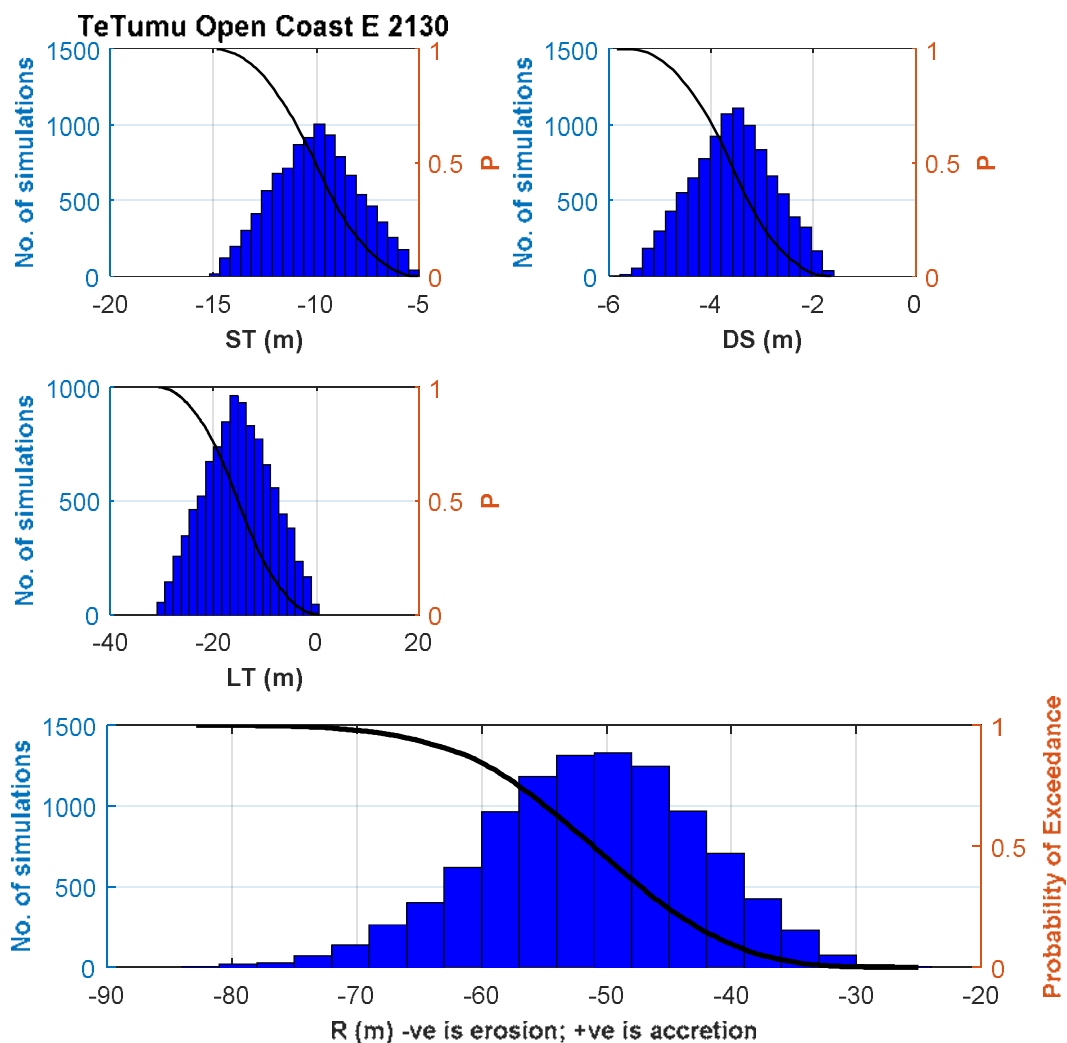 TeTumu Open Coast E 2130
1500 1 1500 1
1000 1000
0.5 0.5
500 500
0 0 0 0
No. of simulations P No. of simulations P
-20 -15 -10 -5 -6 -4 -2 0
ST (m) DS (m)
1000 1
500 0.5
0 0
No. of simulations P
-40 -20 0 20
LT (m)
1500 1
1000
0.5
500
0 0
No. of simulations Probability of Exceedance
-90 -80 -70 -60 -50 -40 -30 -20
R (m) -ve is erosion; +ve is accretion